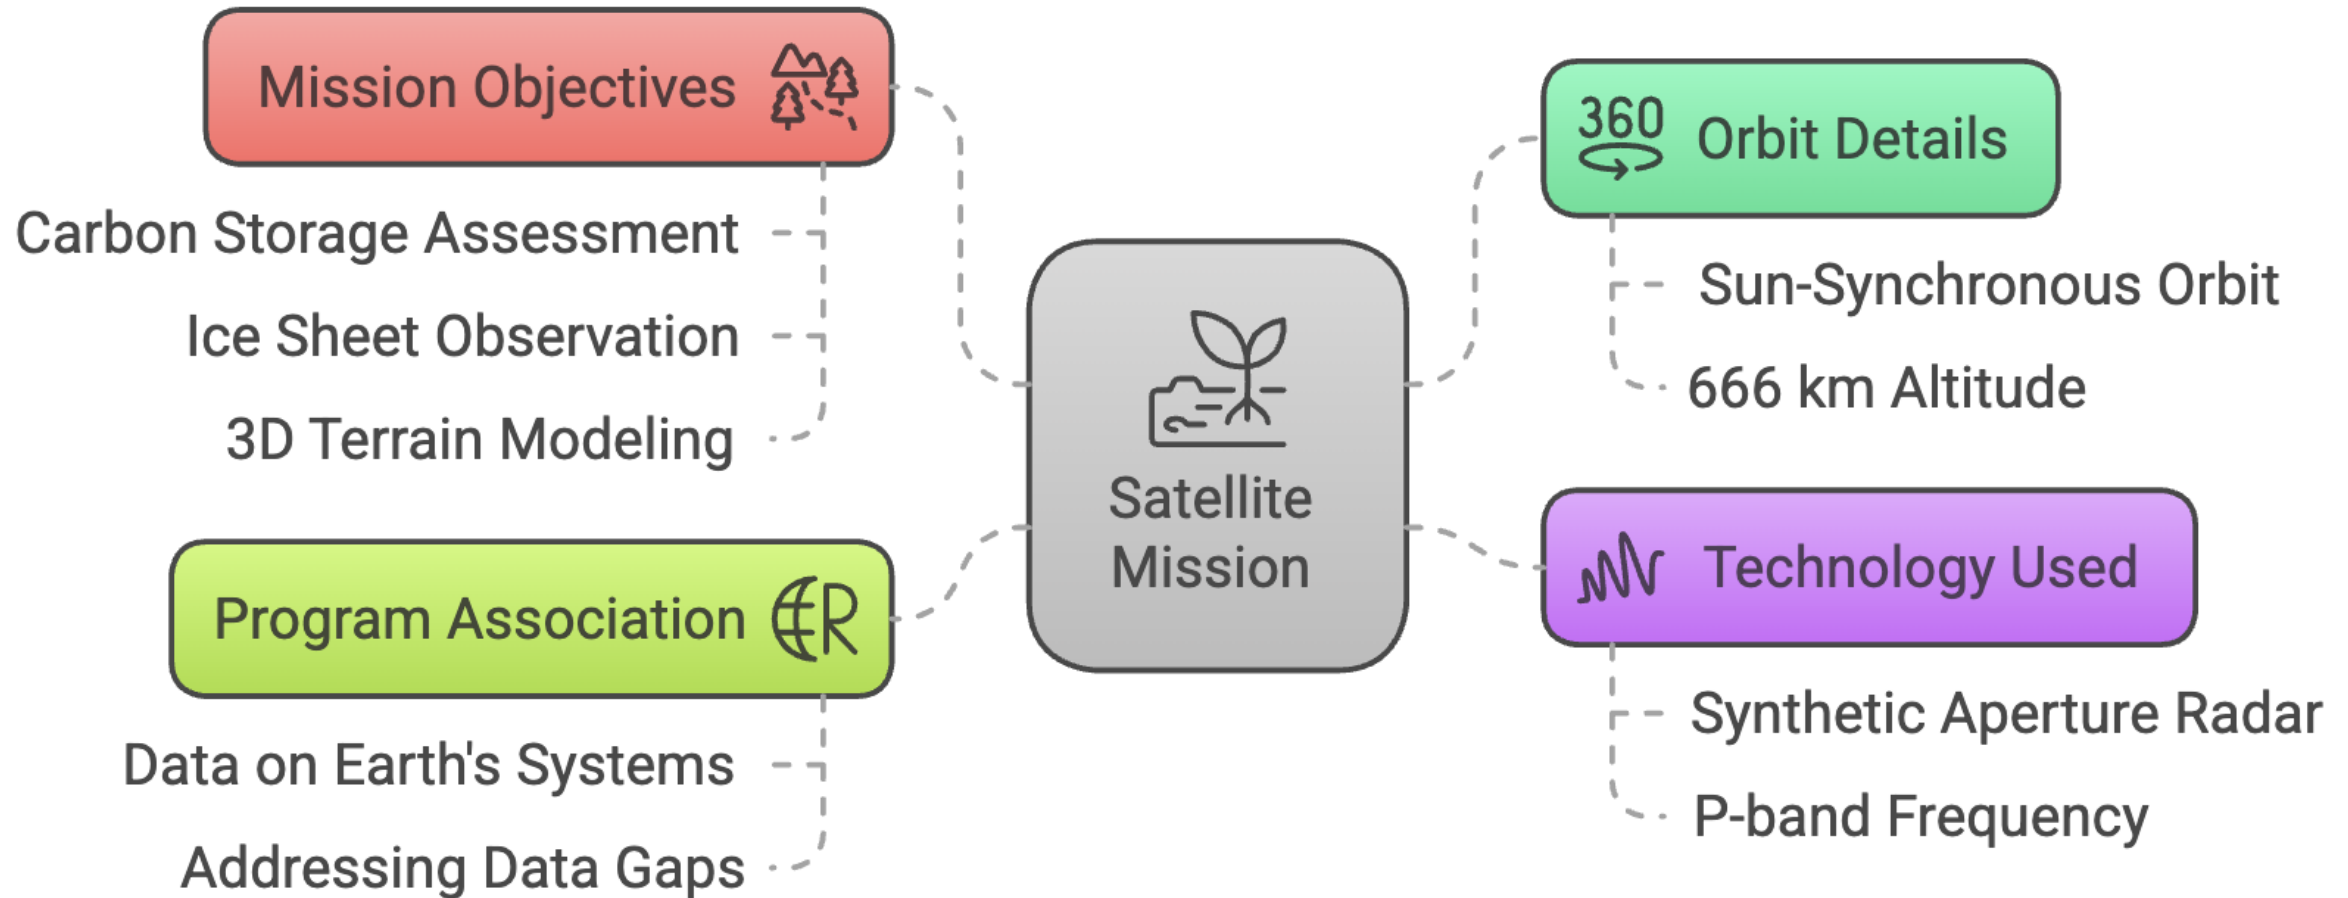 Mission Objectives
Carbon Storage Assessment
Ice Sheet Observation
3D Terrain Modeling
Program Association
R
Data on Earth's Systems
Addressing Data Gaps
Satellite
Mission
360
Orbit Details
Sun-Synchronous Orbit
666 km Altitude
Technology Used
Synthetic Aperture Radar
P-band Frequency